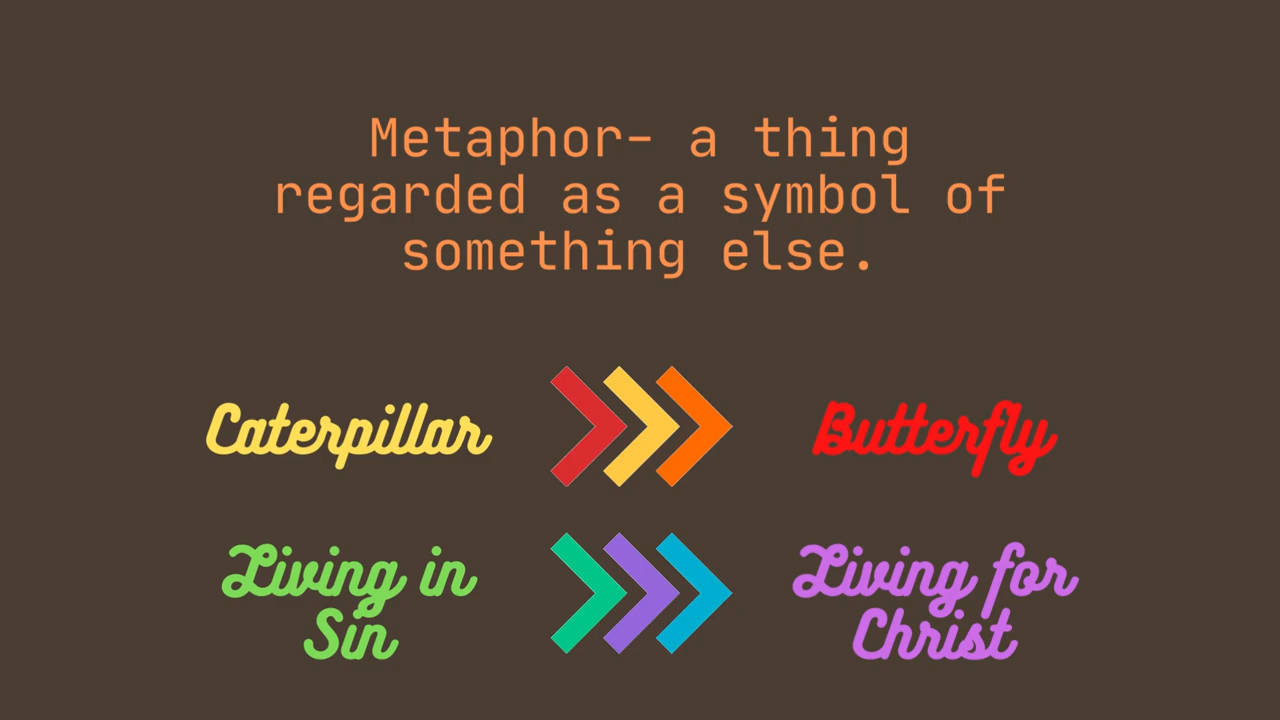 Metaphor- a thing
regarded as a symbol of
something else.
Caterpillar
Butterfly
Living in
Sin
Living for
Christ